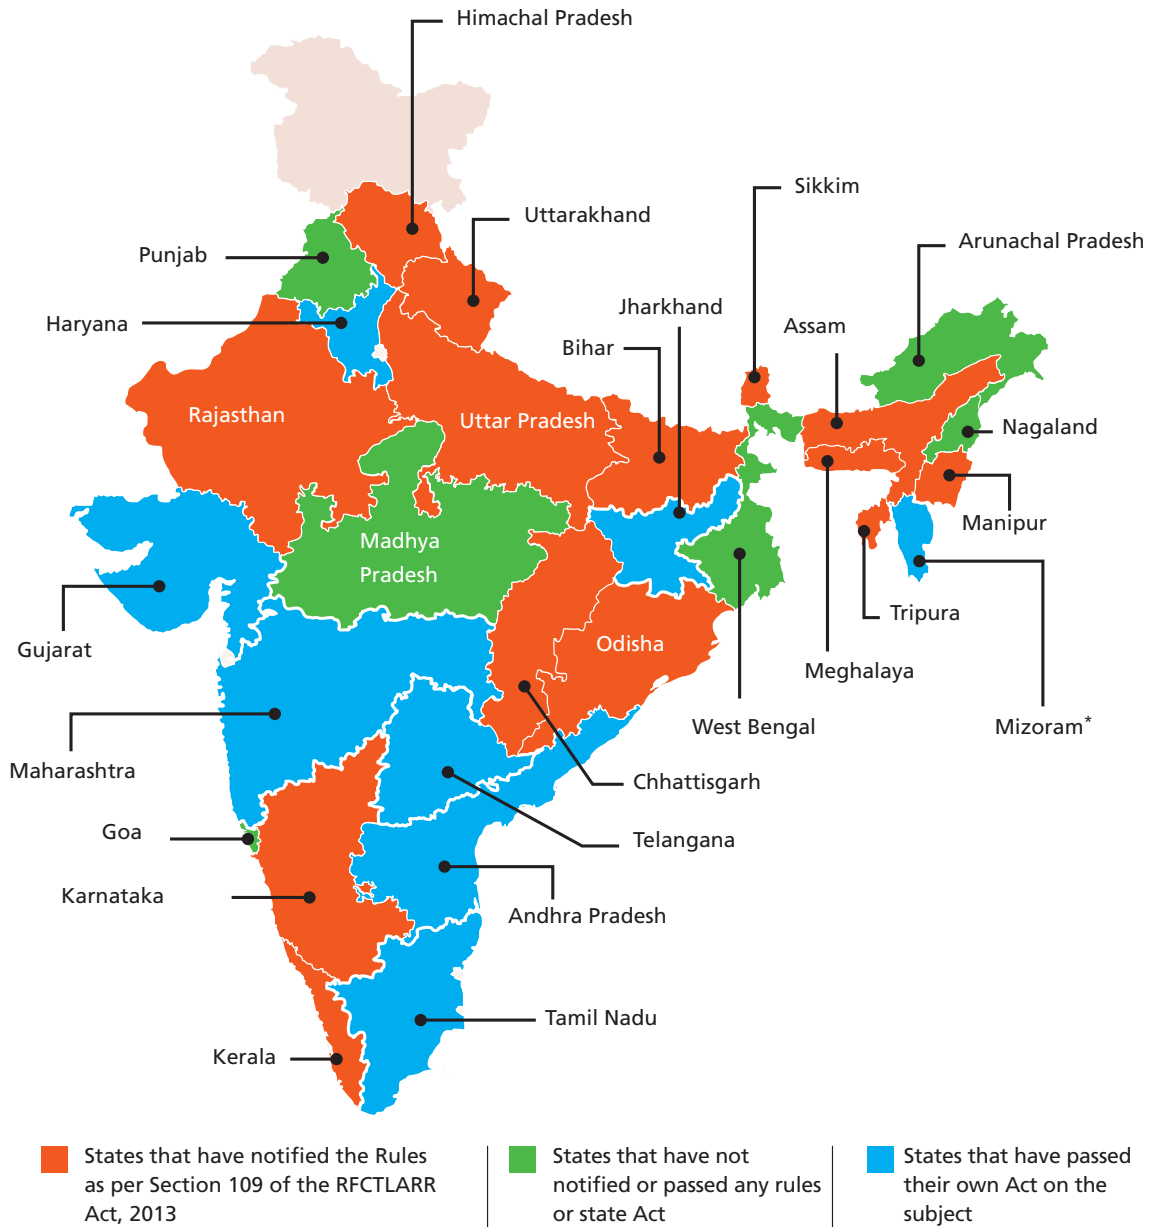 Himachal Pradesh
Sikkim
Uttarakhand
Arunachal Pradesh
Punjab
Jharkhand
Haryana
Assam
Bihar
Rajasthan
Uttar Pradesh
Nagaland
Manipur
Madhya
Pradesh
Tripura
Gujarat
Odisha
Meghalaya
West Bengal
Mizoram*
Maharashtra
Chhattisgarh
Goa
Telangana
Karnataka
Andhra Pradesh
Tamil Nadu
Kerala
States that have notified the Rules
as per Section 109 of the RFCTLARR
Act, 2013
States that have not
notified or passed any rules
or state Act
States that have passed
their own Act on the
subject